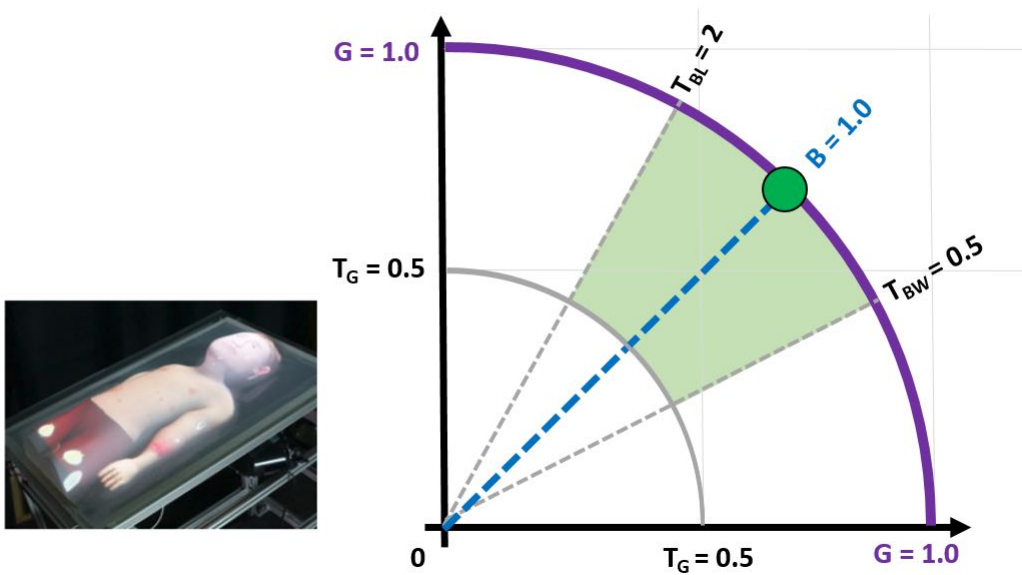 G = 1.0
T_BL = 2
B = 1.0
T_G = 0.5
T_BW = 0.5
0
T_G = 0.5
G = 1.0